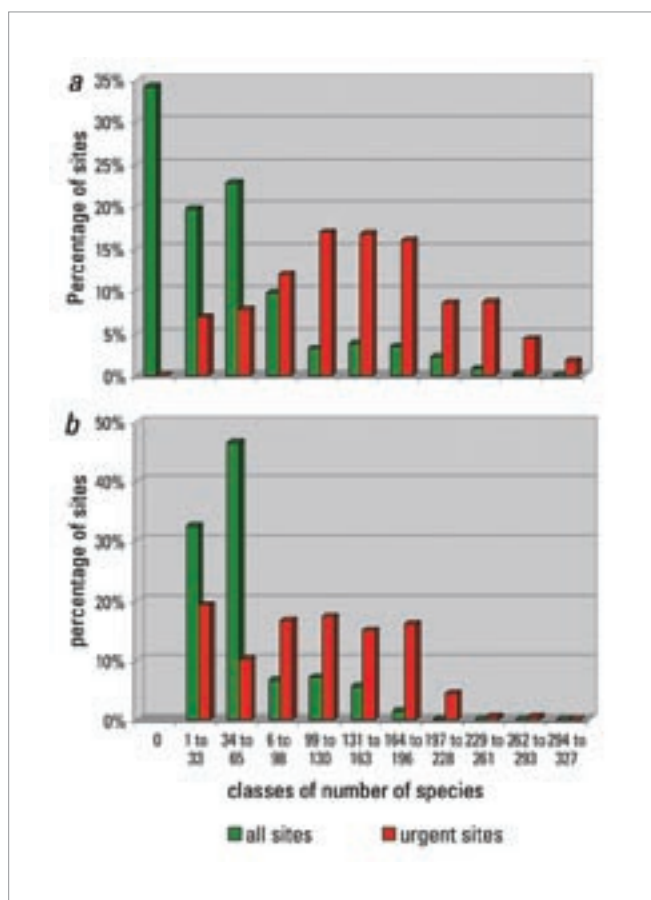 a
35%
30%
25%
20%
15%
10%
5%
0%
Percentage of sites
b
50%
40%
30%
20%
10%
0%
percentage of sites
0 1 to 33 34 to 65 6 to 98 99 to 130 131 to 163 164 to 196 197 to 228 229 to 261 262 to 293 294 to 327
classes of number of species
all sites urgent sites